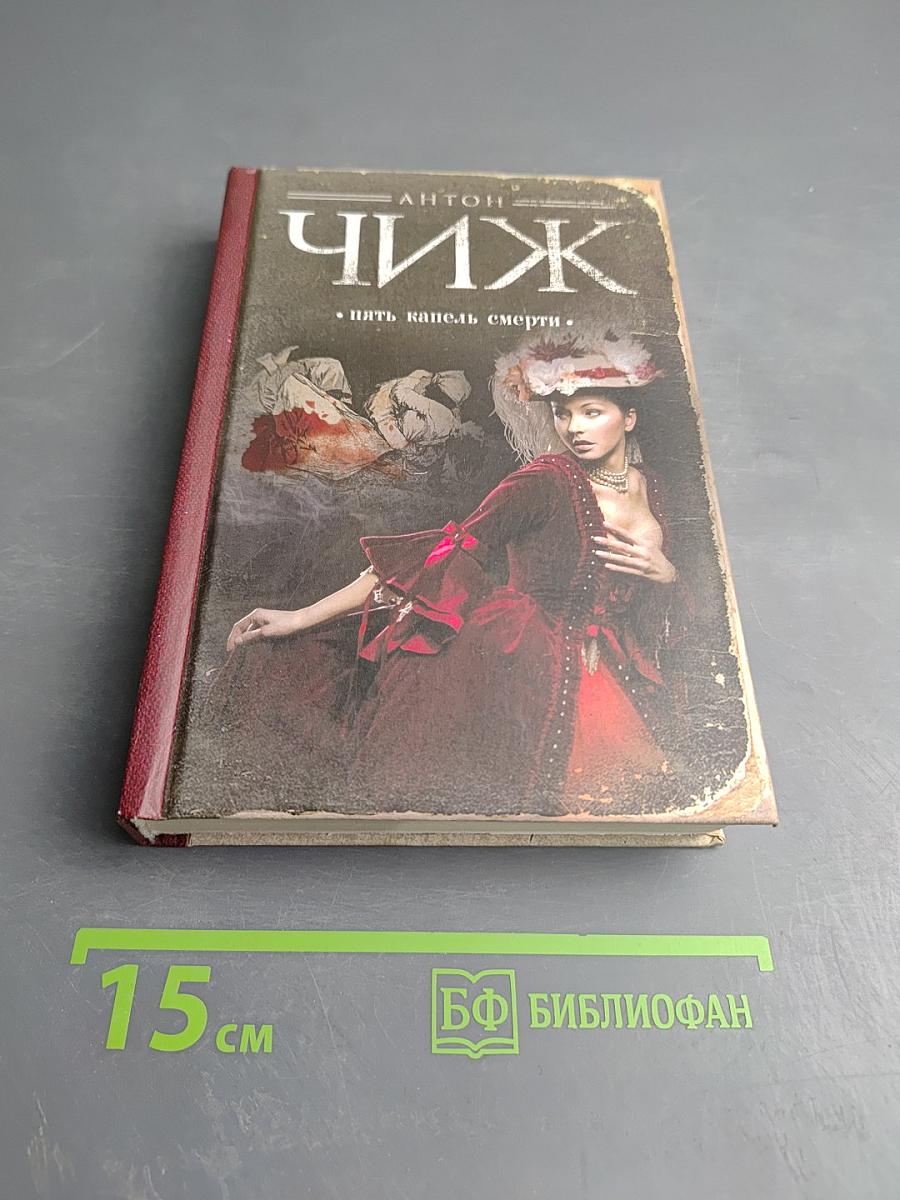 АНТОН
ЧИЖ
• пять капель смерти •
15 см
БФ БИБЛИОФАН